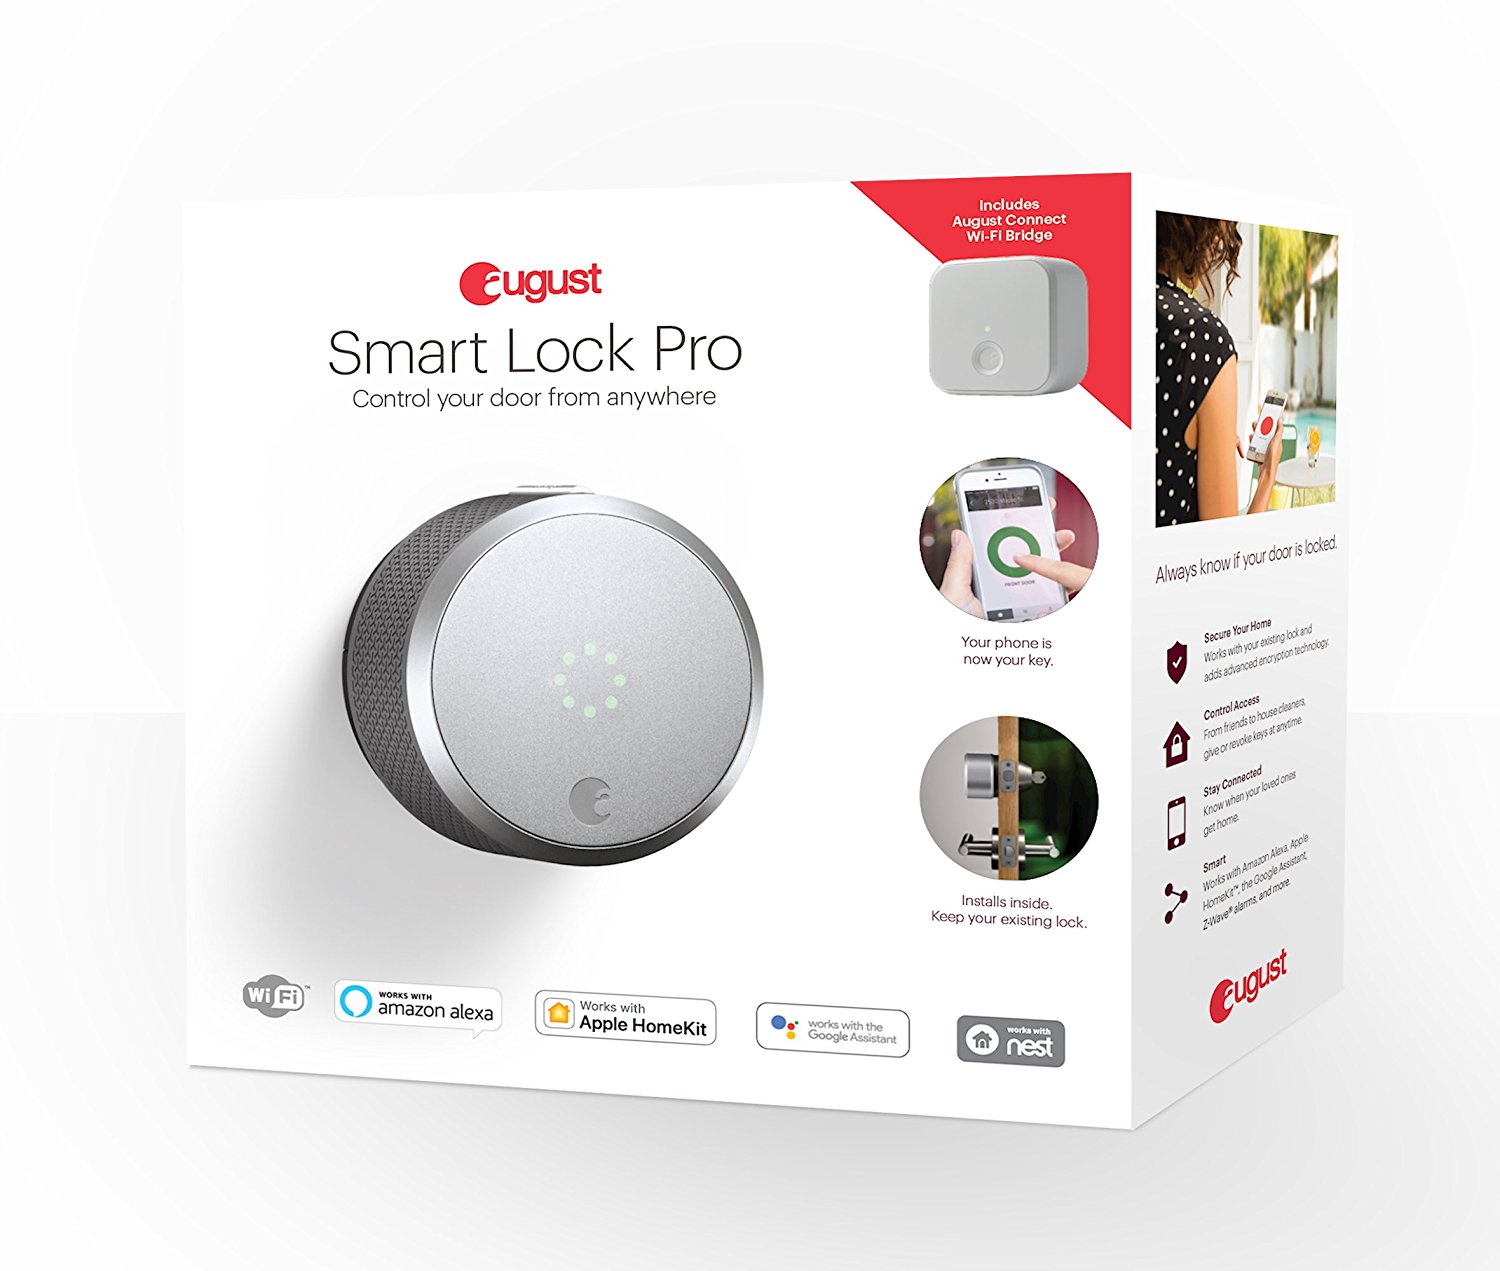 august
Smart Lock Pro
Control your door from anywhere
Includes
August Connect
Wi-Fi Bridge
Your phone is
now your key.
Installs inside.
Keep your existing lock.
Wi Fi™
WORKS WITH
amazon alexa
Works with
Apple HomeKit
works with the
Google Assistant
works with
nest
FRONT DOOR
Always know if your door is locked.
Secure Your Home
Works with your existing lock and
adds advanced encryption technology.
Control Access
From friends to house cleaners,
give or revoke keys at anytime.
Stay Connected
Know when your loved ones
get home.
Smart
Works with Amazon Alexa, Apple
HomeKit™, the Google Assistant,
Z-Wave® alarms, and more.
august